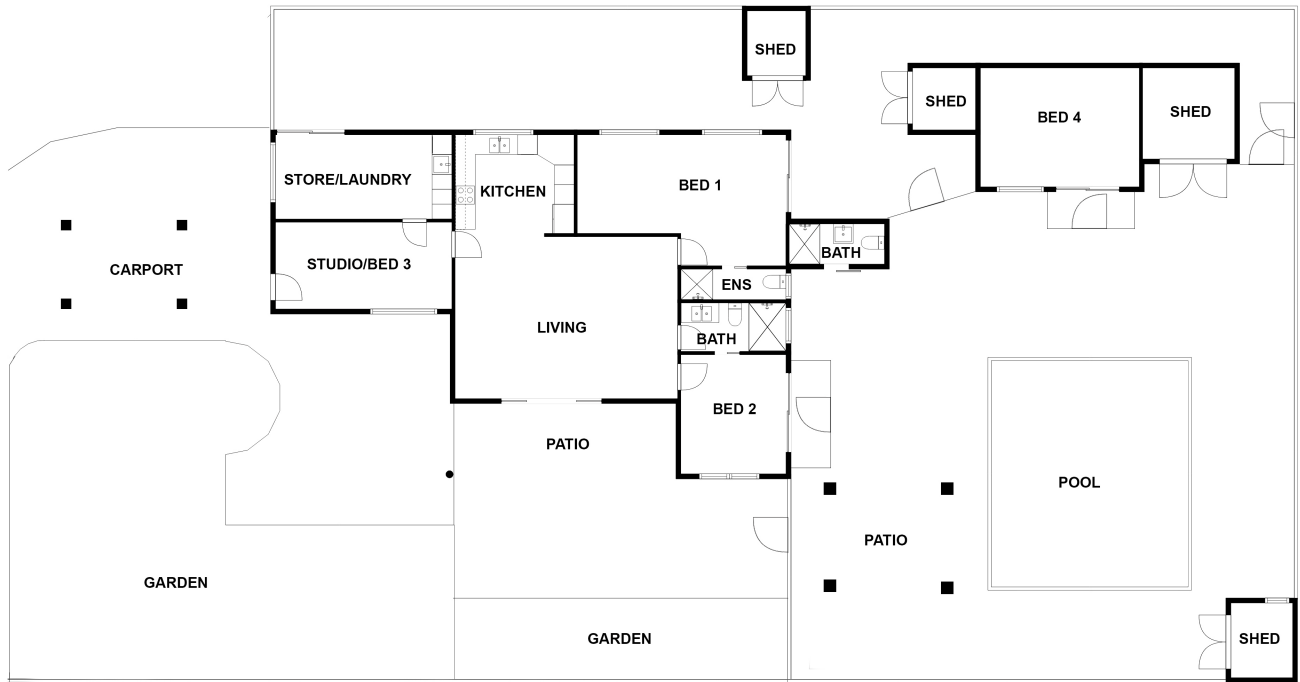 SHED
SHED
BED 4
SHED
STORE/LAUNDRY
KITCHEN
BED 1
STUDIO/BED 3
BATH
CARPORT
ENS
LIVING
BATH
BED 2
PATIO
POOL
PATIO
GARDEN
GARDEN
SHED